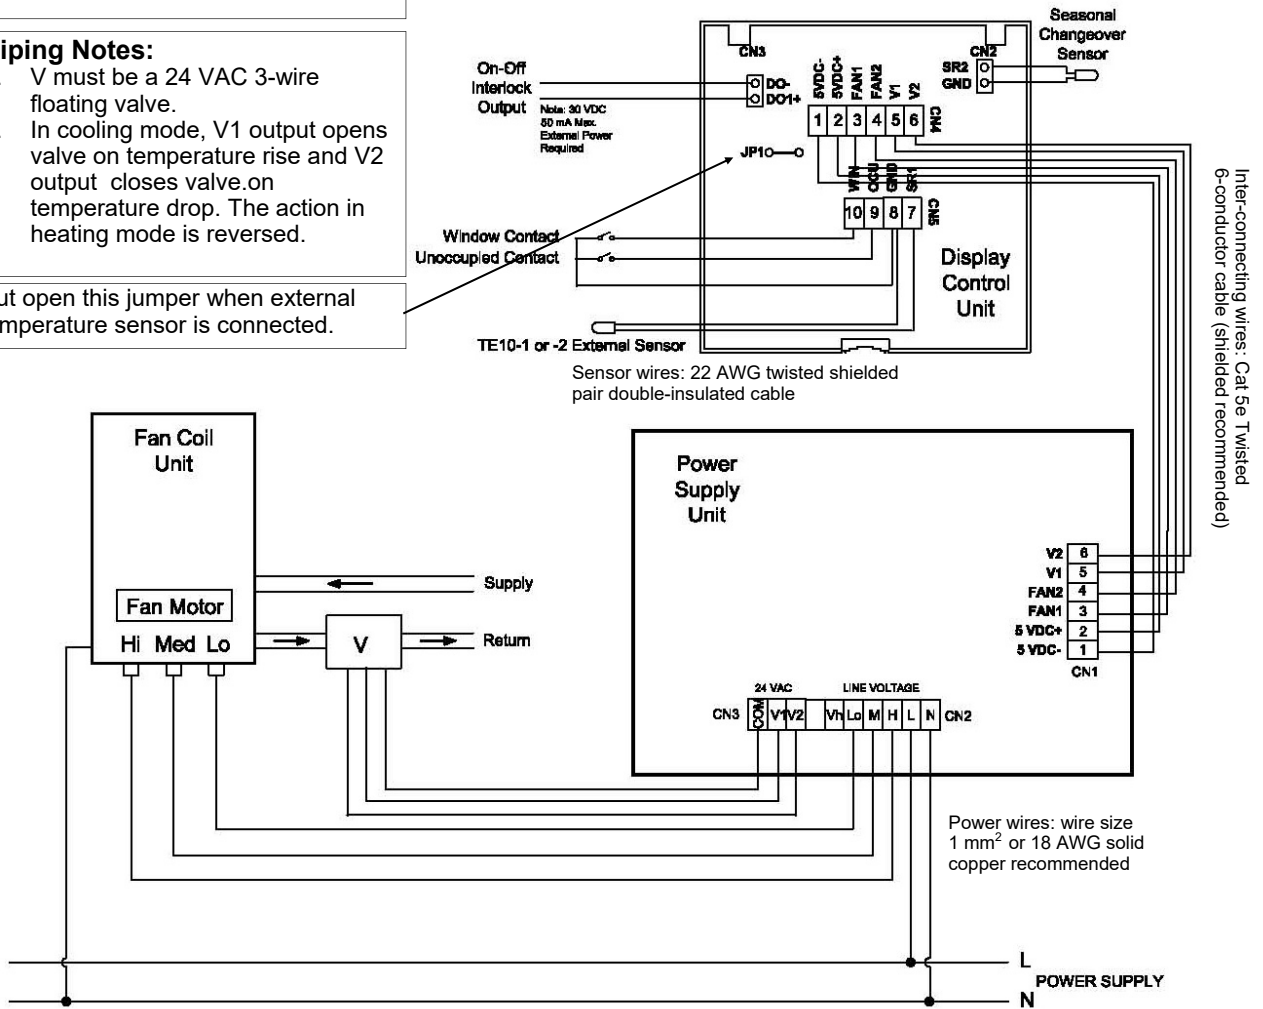 iping Notes:
V must be a 24 VAC 3-wire
floating valve.
In cooling mode, V1 output opens
valve on temperature rise and V2
output closes valve.on
temperature drop. The action in
heating mode is reversed.
ut open this jumper when external
mperature sensor is connected.
On-Off
Interlock
Output
Note: 30 VDC
50 mA Max.
External Power
Required
CN3
DO-
DO1+
JP1
5VDC-
5VDC+
FAN1
FAN2
V1
V2
1 2 3 4 5 6
CN4
CN2
SR2
GND
Seasonal
Changeover
Sensor
WIN
OCU
GND
SR1
10 9 8 7
CN5
Window Contact
Unoccupied Contact
Display
Control
Unit
TE10-1 or -2 External Sensor
Sensor wires: 22 AWG twisted shielded
pair double-insulated cable
Inter-connecting wires: Cat 5e Twisted
6-conductor cable (shielded recommended)
Fan Coil
Unit
Fan Motor
Hi Med Lo
Supply
V
Return
Power
Supply
Unit
V2 6
V1 5
FAN2 4
FAN1 3
5 VDC+ 2
5 VDC- 1
CN1
24 VAC
LINE VOLTAGE
CN3 COM V1 V2 Vh Lo M H L N CN2
Power wires: wire size
1 mm² or 18 AWG solid
copper recommended
L
POWER SUPPLY
N